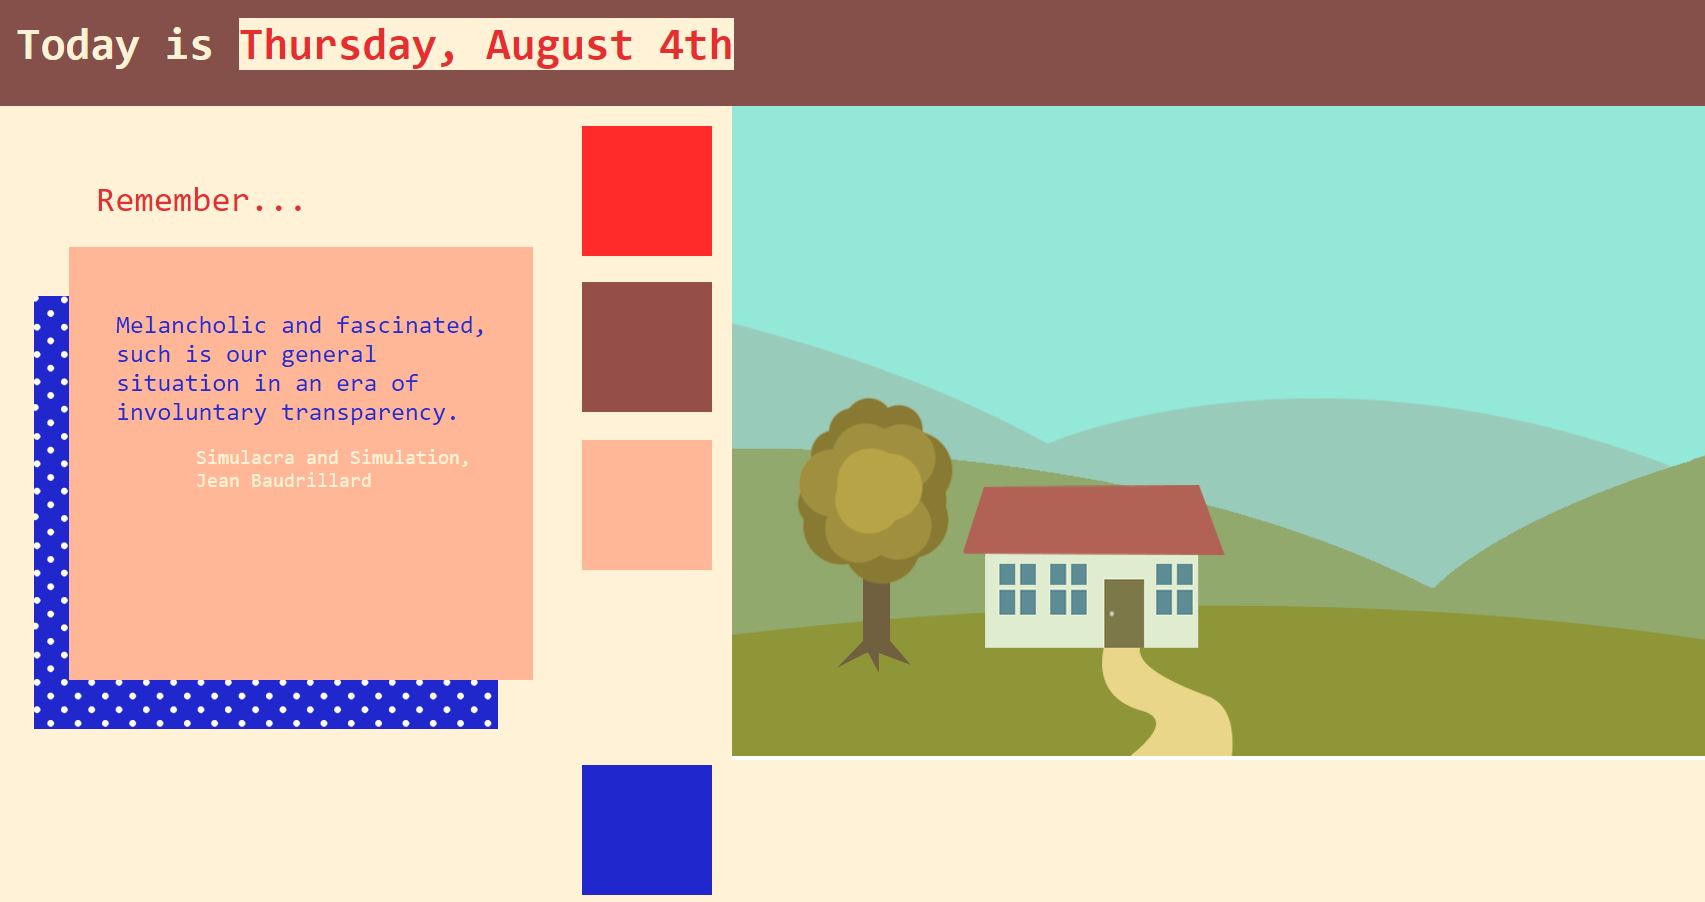 Today is Thursday, August 4th
Remember...
Melancholic and fascinated,
such is our general
situation in an era of
involuntary transparency.
Simulacra and Simulation,
Jean Baudrillard